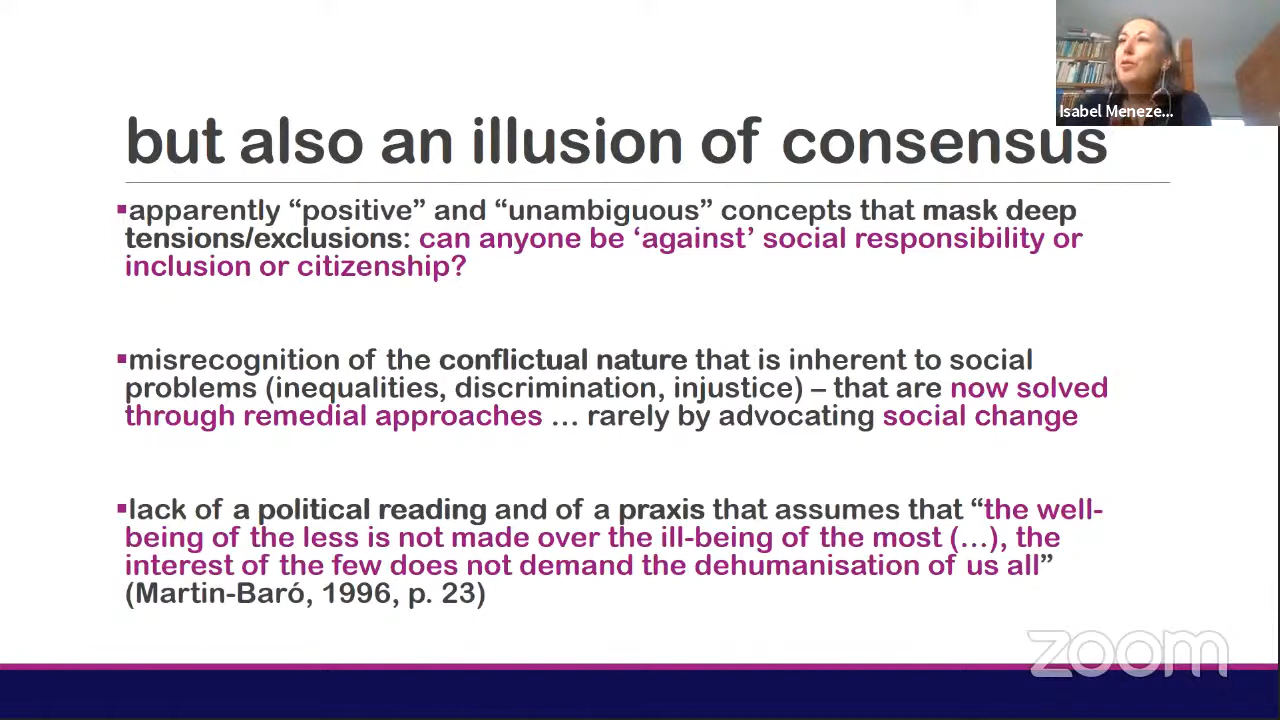 Isabel Meneze...
but also an illusion of consensus
▪apparently “positive” and “unambiguous” concepts that mask deep
tensions/exclusions: can anyone be ‘against’ social responsibility or
inclusion or citizenship?
▪misrecognition of the conflictual nature that is inherent to social
problems (inequalities, discrimination, injustice) – that are now solved
through remedial approaches … rarely by advocating social change
▪lack of a political reading and of a praxis that assumes that “the well-
being of the less is not made over the ill-being of the most (…), the
interest of the few does not demand the dehumanisation of us all”
(Martin-Baró, 1996, p. 23)
zoom